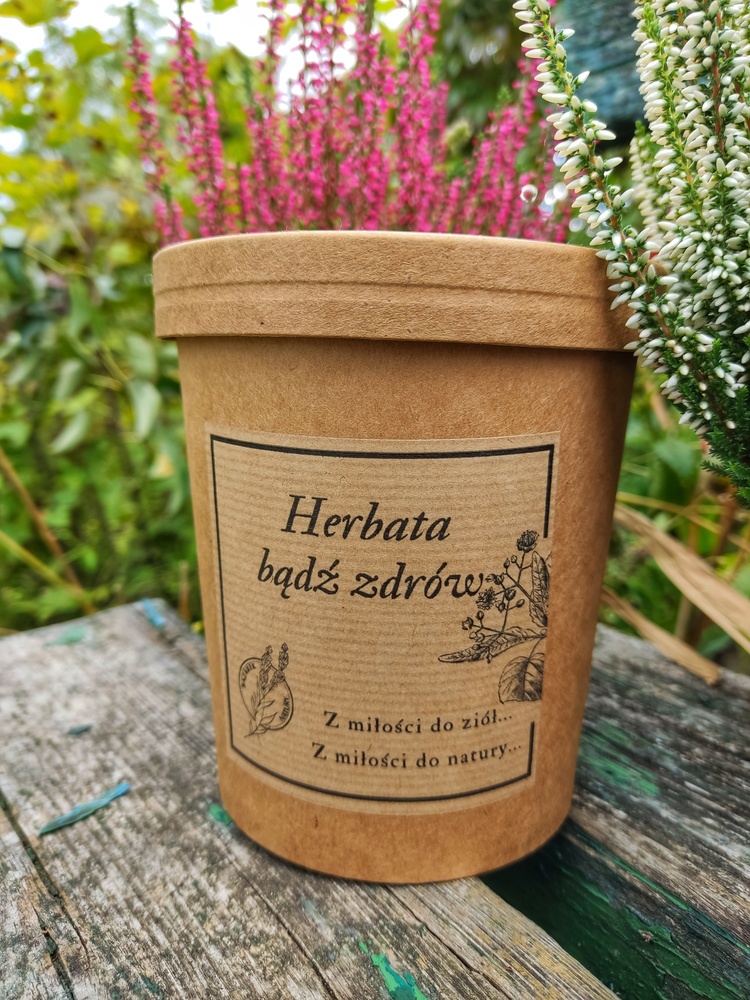 Herbata
bądź zdrów
Z miłości do ziół...
Z miłości do natury...